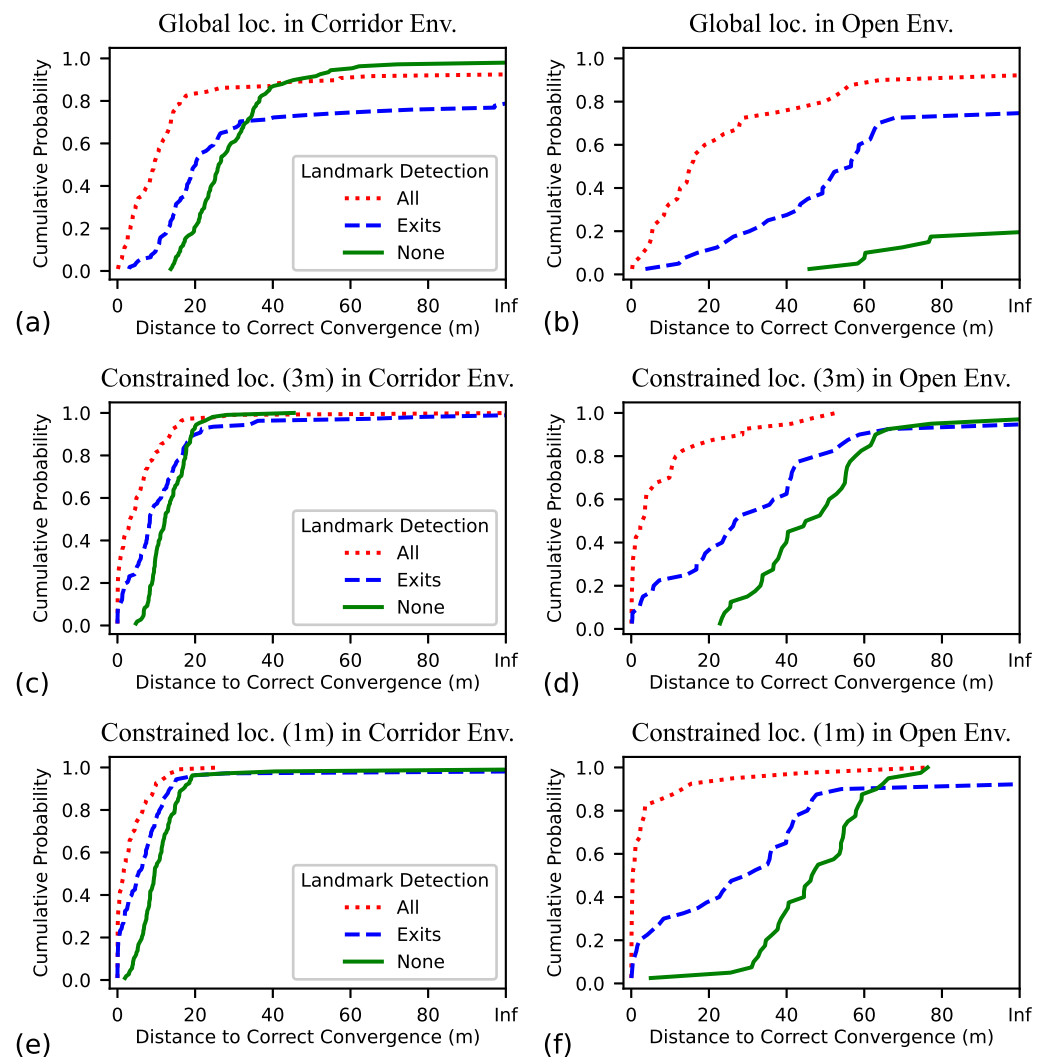 Global loc. in Corridor Env.
Cumulative Probability
1.0
0.8
0.6
0.4
0.2
0.0
Landmark Detection
All
Exits
None
0 20 40 60 80 Inf
Distance to Correct Convergence (m)
(a)
Global loc. in Open Env.
Cumulative Probability
1.0
0.8
0.6
0.4
0.2
0.0
0 20 40 60 80 Inf
Distance to Correct Convergence (m)
(b)
Constrained loc. (3m) in Corridor Env.
Cumulative Probability
1.0
0.8
0.6
0.4
0.2
0.0
Landmark Detection
All
Exits
None
0 20 40 60 80 Inf
Distance to Correct Convergence (m)
(c)
Constrained loc. (3m) in Open Env.
Cumulative Probability
1.0
0.8
0.6
0.4
0.2
0.0
0 20 40 60 80 Inf
Distance to Correct Convergence (m)
(d)
Constrained loc. (1m) in Corridor Env.
Cumulative Probability
1.0
0.8
0.6
0.4
0.2
0.0
Landmark Detection
All
Exits
None
0 20 40 60 80 Inf
Distance to Correct Convergence (m)
(e)
Constrained loc. (1m) in Open Env.
Cumulative Probability
1.0
0.8
0.6
0.4
0.2
0.0
0 20 40 60 80 Inf
Distance to Correct Convergence (m)
(f)